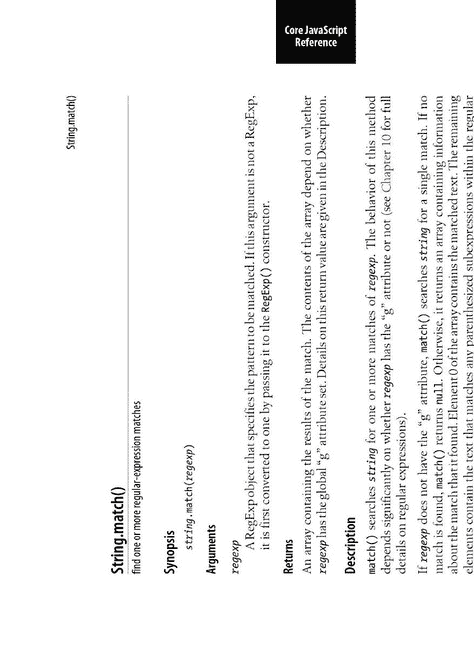 Core JavaScript
Reference
String.match()
String.match()
find one or more regular-expression matches
Synopsis
string.match(regexp)
Arguments
regexp
A RegExp object that specifies the pattern to be matched. If this argument is not a RegExp,
it is first converted to one by passing it to the RegExp() constructor.
Returns
An array containing the results of the match. The contents of the array depend on whether
regexp has the global “g” attribute set. Details on this return value are given in the Description.
Description
match() searches string for one or more matches of regexp. The behavior of this method
depends significantly on whether regexp has the “g” attribute or not (see Chapter 10 for full
details on regular expressions).
If regexp does not have the “g” attribute, match() searches string for a single match. If no
match is found, match() returns null. Otherwise, it returns an array containing information
about the match that it found. Element 0 of the array contains the matched text. The remaining
elements contain the text that matches any parenthesized subexpressions within the regular